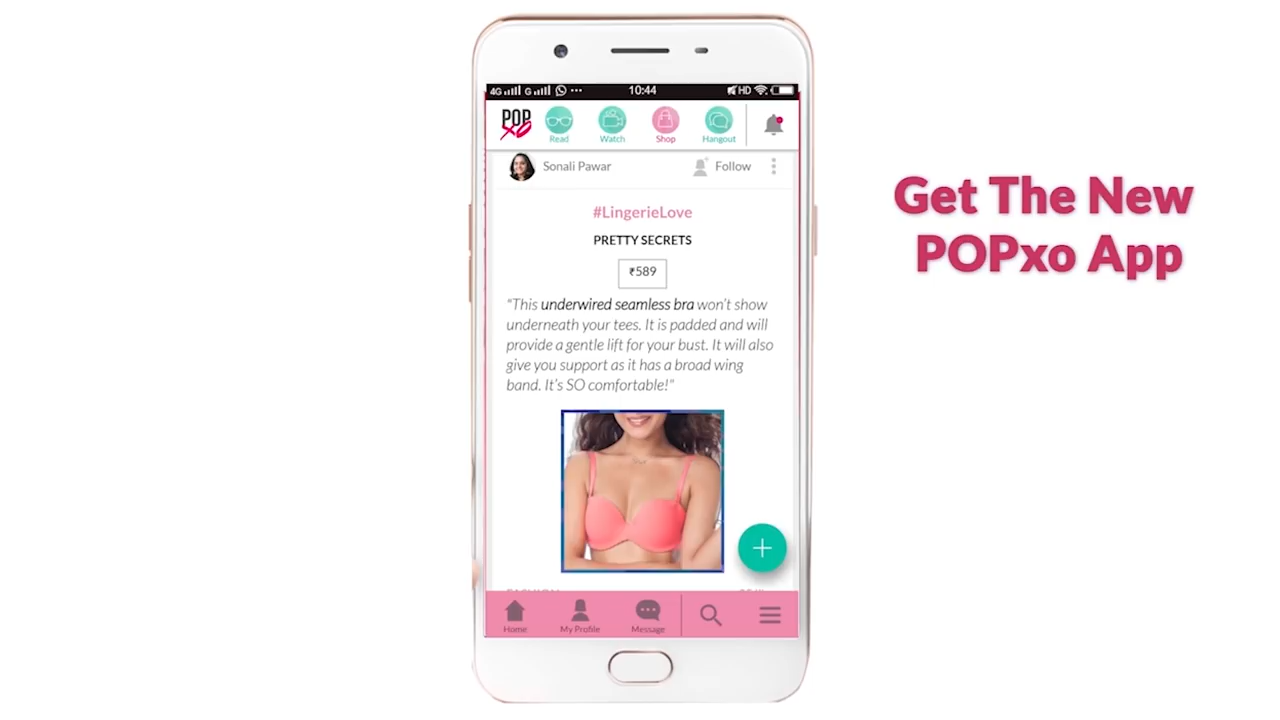 4G G HD
10:44
POP
xo
Read
Watch
Shop
Hangout
Sonali Pawar
Follow
#LingerieLove
PRETTY SECRETS
₹589
"This underwired seamless bra won't show
underneath your tees. It is padded and will
provide a gentle lift for your bust. It will also
give you support as it has a broad wing
band. It's SO comfortable!"
Home
My Profile
Message
Get The New
POPxo App